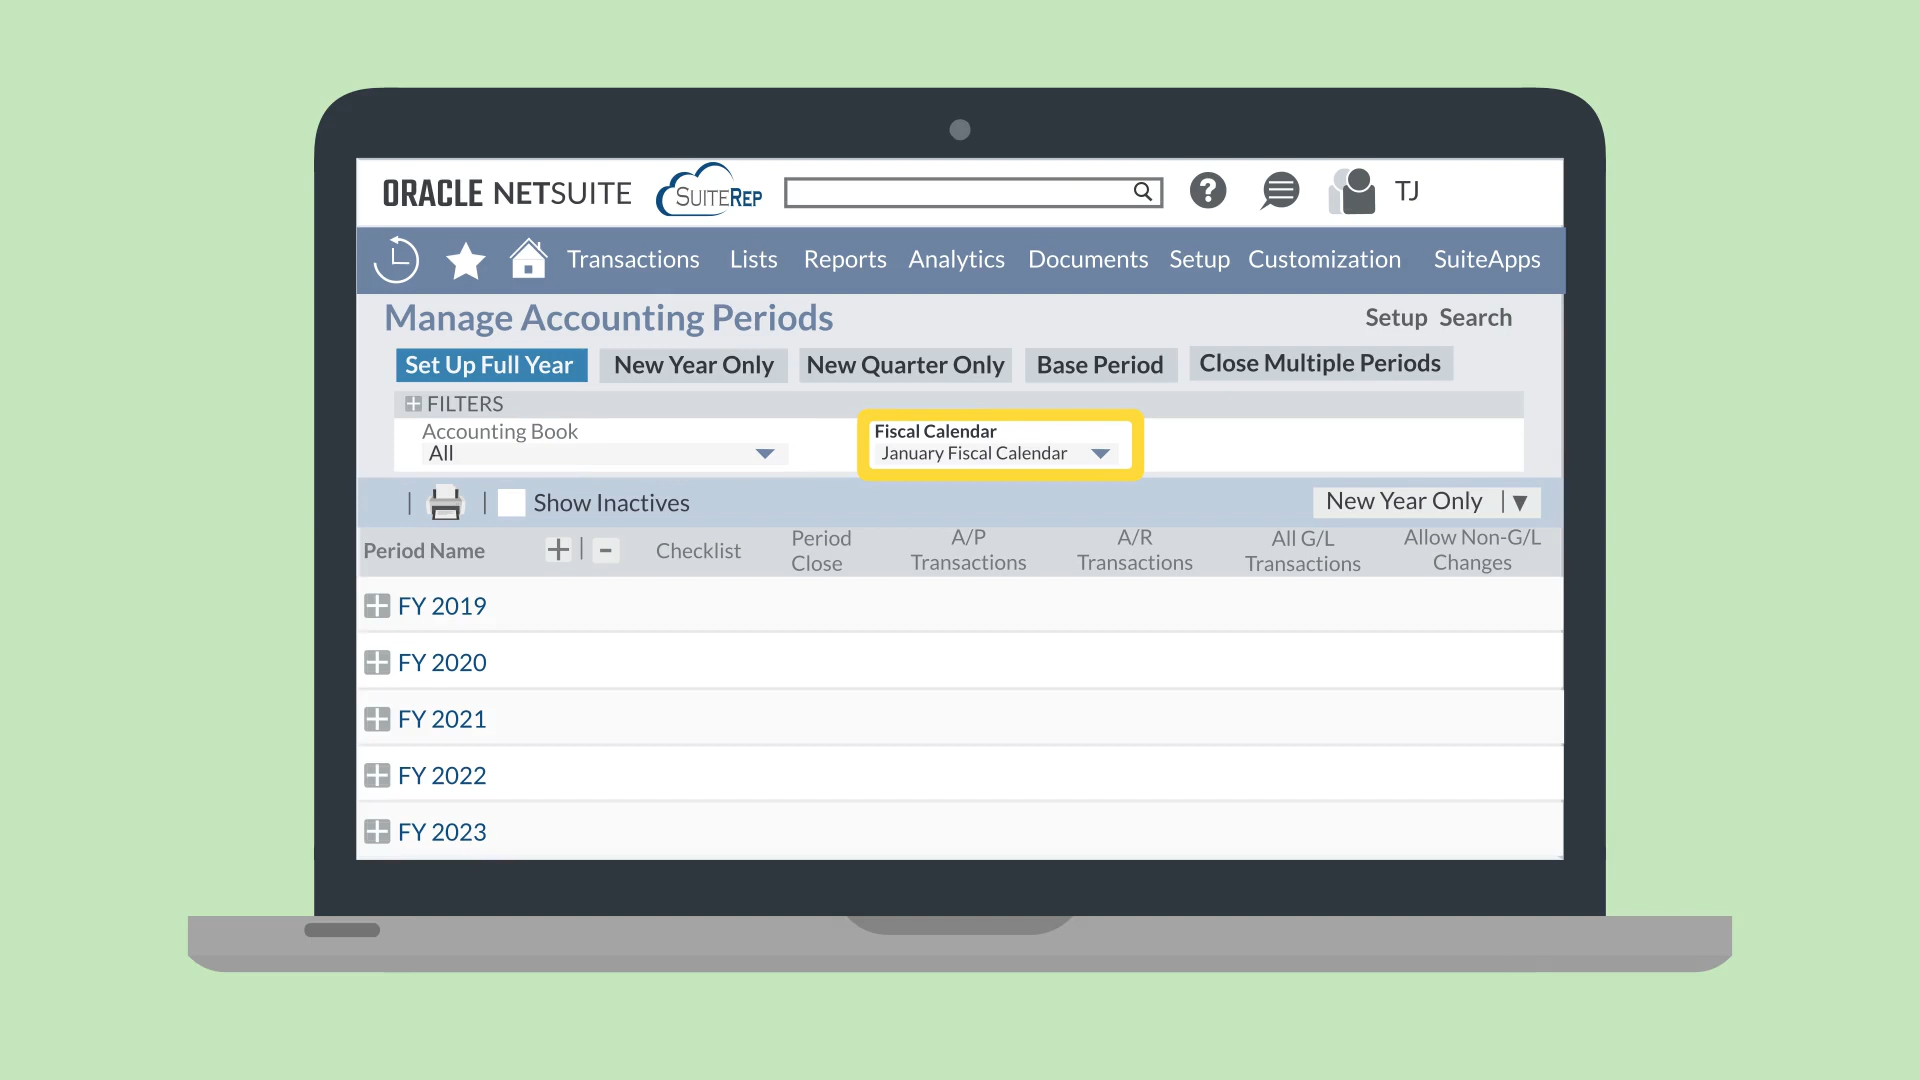 ORACLE NETSUITE SUITEREP TJ
Transactions Lists Reports Analytics Documents Setup Customization SuiteApps
Manage Accounting Periods Setup Search
Set Up Full Year New Year Only New Quarter Only Base Period Close Multiple Periods
FILTERS
Accounting Book Fiscal Calendar
All January Fiscal Calendar
Show Inactives New Year Only
Period Name Checklist Period Close A/P Transactions A/R Transactions All G/L Transactions Allow Non-G/L Changes
FY 2019
FY 2020
FY 2021
FY 2022
FY 2023